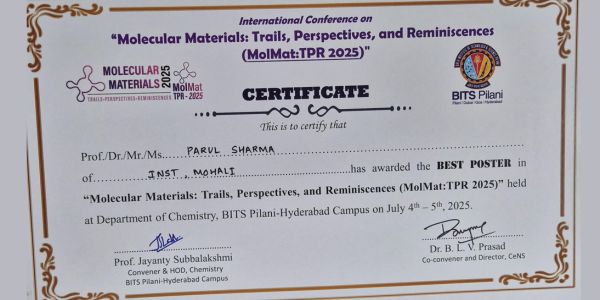 International Conference on
“Molecular Materials: Trails, Perspectives, and Reminiscences
(MolMat:TPR 2025)"
MOLECULAR
MATERIALS 2025
TRAILS-PERSPECTIVES-REMINISCENCES
MolMat
TPR - 2025
BITS Pilani
Pilani | Dubai | Goa | Hyderabad
CERTIFICATE
This is to certify that
Prof./Dr./Mr./Ms. PARUL SHARMA
of INST, MOHALI has awarded the BEST POSTER in
“Molecular Materials: Trails, Perspectives, and Reminiscences (MolMat:TPR 2025)” held
at Department of Chemistry, BITS Pilani-Hyderabad Campus on July 4th – 5th, 2025.
Prof. Jayanty Subbalakshmi
Convener & HOD, Chemistry
BITS Pilani-Hyderabad Campus
Dr. B. L. V. Prasad
Co-convener and Director, CeNS